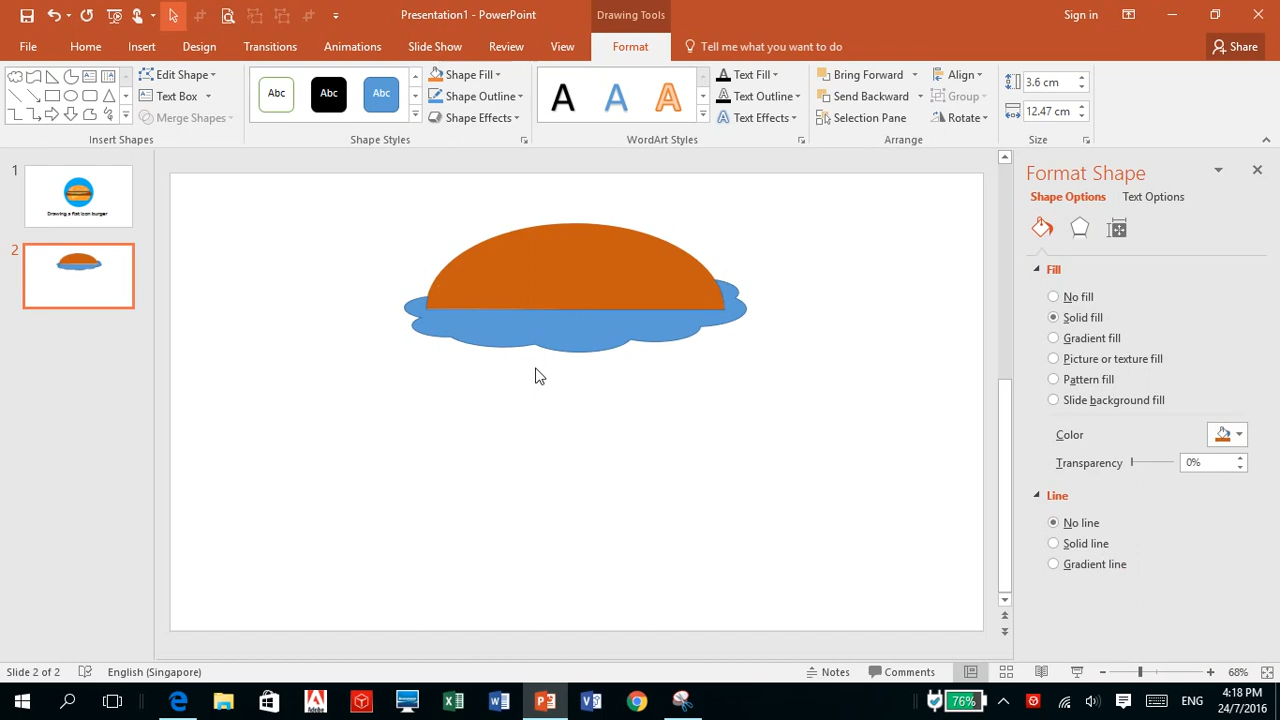 Presentation1 - PowerPoint
Drawing Tools
Sign in
File
Home
Insert
Design
Transitions
Animations
Slide Show
Review
View
Format
Tell me what you want to do
Share
Edit Shape
Text Box
Merge Shapes
Insert Shapes
Abc
Abc
Abc
Shape Fill
Shape Outline
Shape Effects
Shape Styles
A
A
A
Text Fill
Text Outline
Text Effects
WordArt Styles
Bring Forward
Send Backward
Selection Pane
Align
Group
Rotate
Arrange
3.6 cm
12.47 cm
Size
1
Drawing a flat icon burger
2
Format Shape
Shape Options
Text Options
Fill
No fill
Solid fill
Gradient fill
Picture or texture fill
Pattern fill
Slide background fill
Color
Transparency
0%
Line
No line
Solid line
Gradient line
Slide 2 of 2
English (Singapore)
Notes
Comments
68%
76%
ENG
4:18 PM
24/7/2016